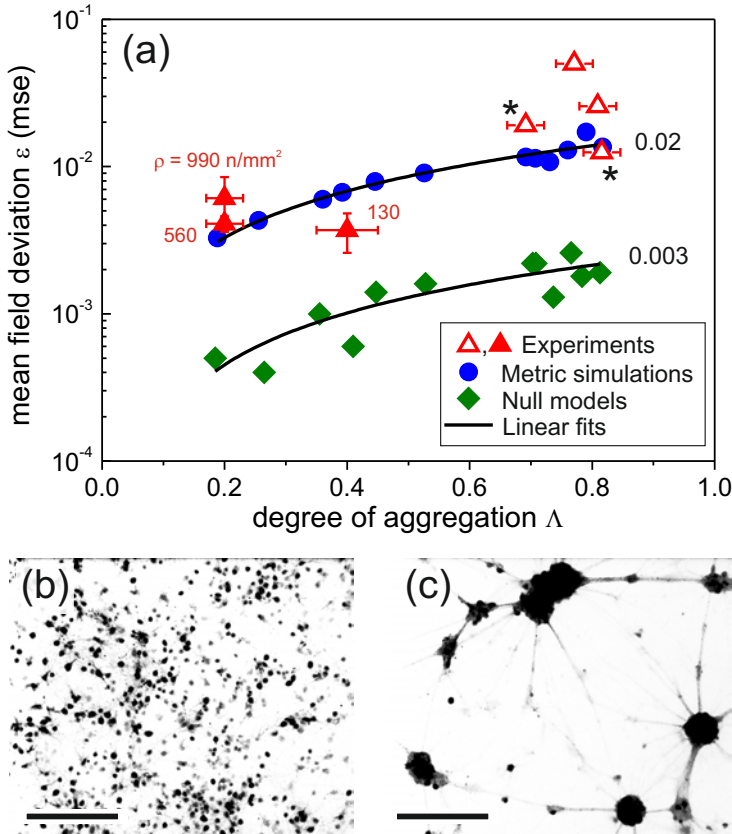 (a)
10⁻¹
10⁻²
10⁻³
10⁻⁴
mean field deviation ε (mse)
*
*
0.02
ρ = 990 n/mm²
560
130
0.003
Experiments
Metric simulations
Null models
Linear fits
0.0 0.2 0.4 0.6 0.8 1.0
degree of aggregation Λ
(b)
(c)